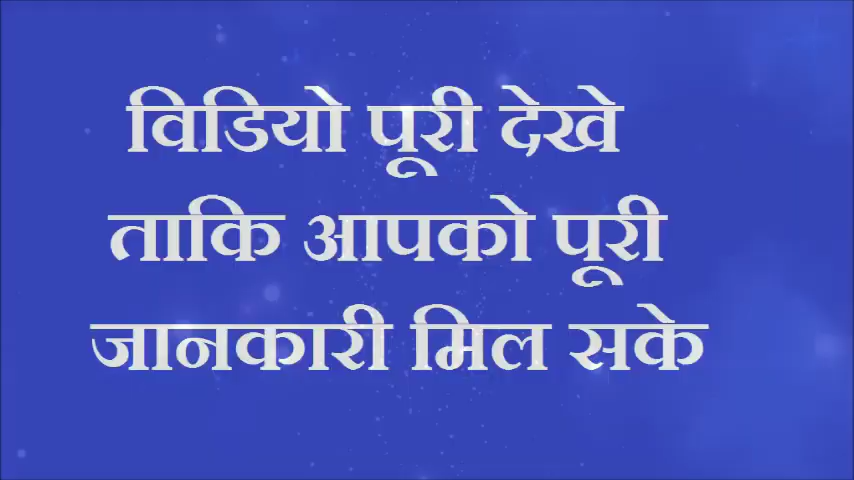 विडियो पूरी देखे
ताकि आपको पूरी
जानकारी मिल सके